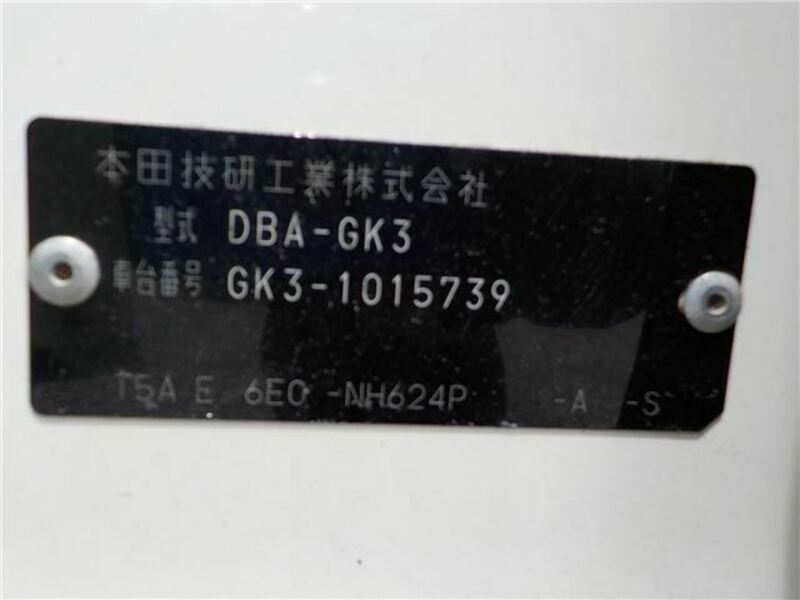 本田技研工業株式会社
型式 DBA-GK3
車台番号 GK3-1015739
T5A E 6E0 -NH624P -A -S